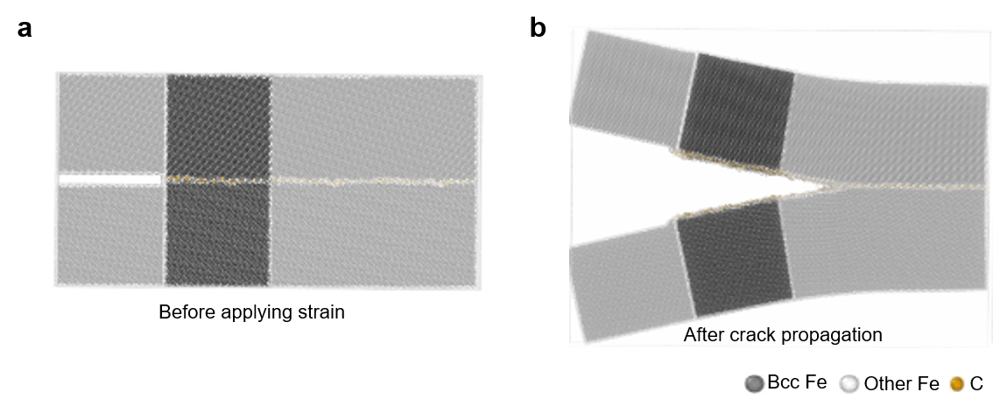 a
b
Before applying strain
After crack propagation
Bcc Fe Other Fe C